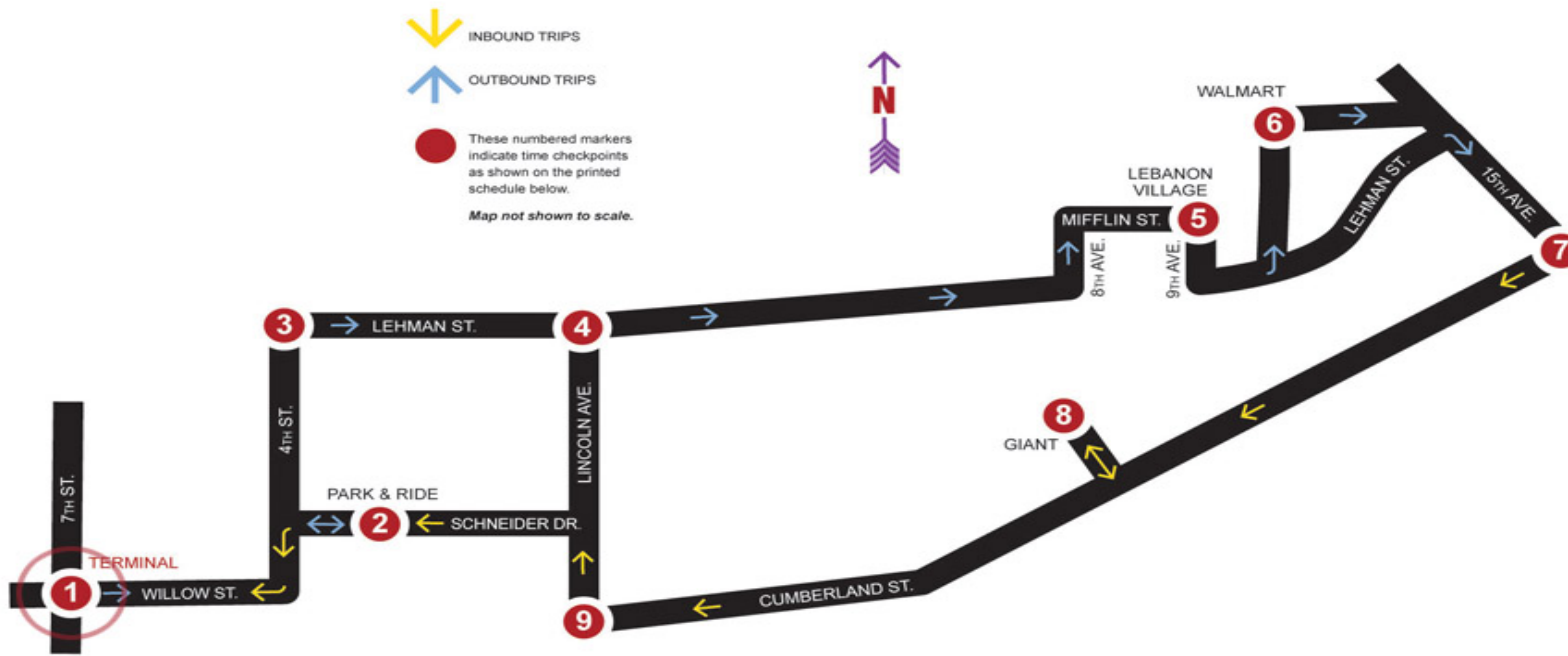 INBOUND TRIPS
OUTBOUND TRIPS
These numbered markers
indicate time checkpoints
as shown on the printed
schedule below.
Map not shown to scale.
N
WALMART
6
LEBANON
VILLAGE
MIFFLIN ST.
5
8TH AVE.
9TH AVE.
LEHMAN ST.
15TH AVE.
7
3
LEHMAN ST.
4
4TH ST.
LINCOLN AVE.
8
GIANT
7TH ST.
PARK & RIDE
2
SCHNEIDER DR.
TERMINAL
1
WILLOW ST.
CUMBERLAND ST.
9